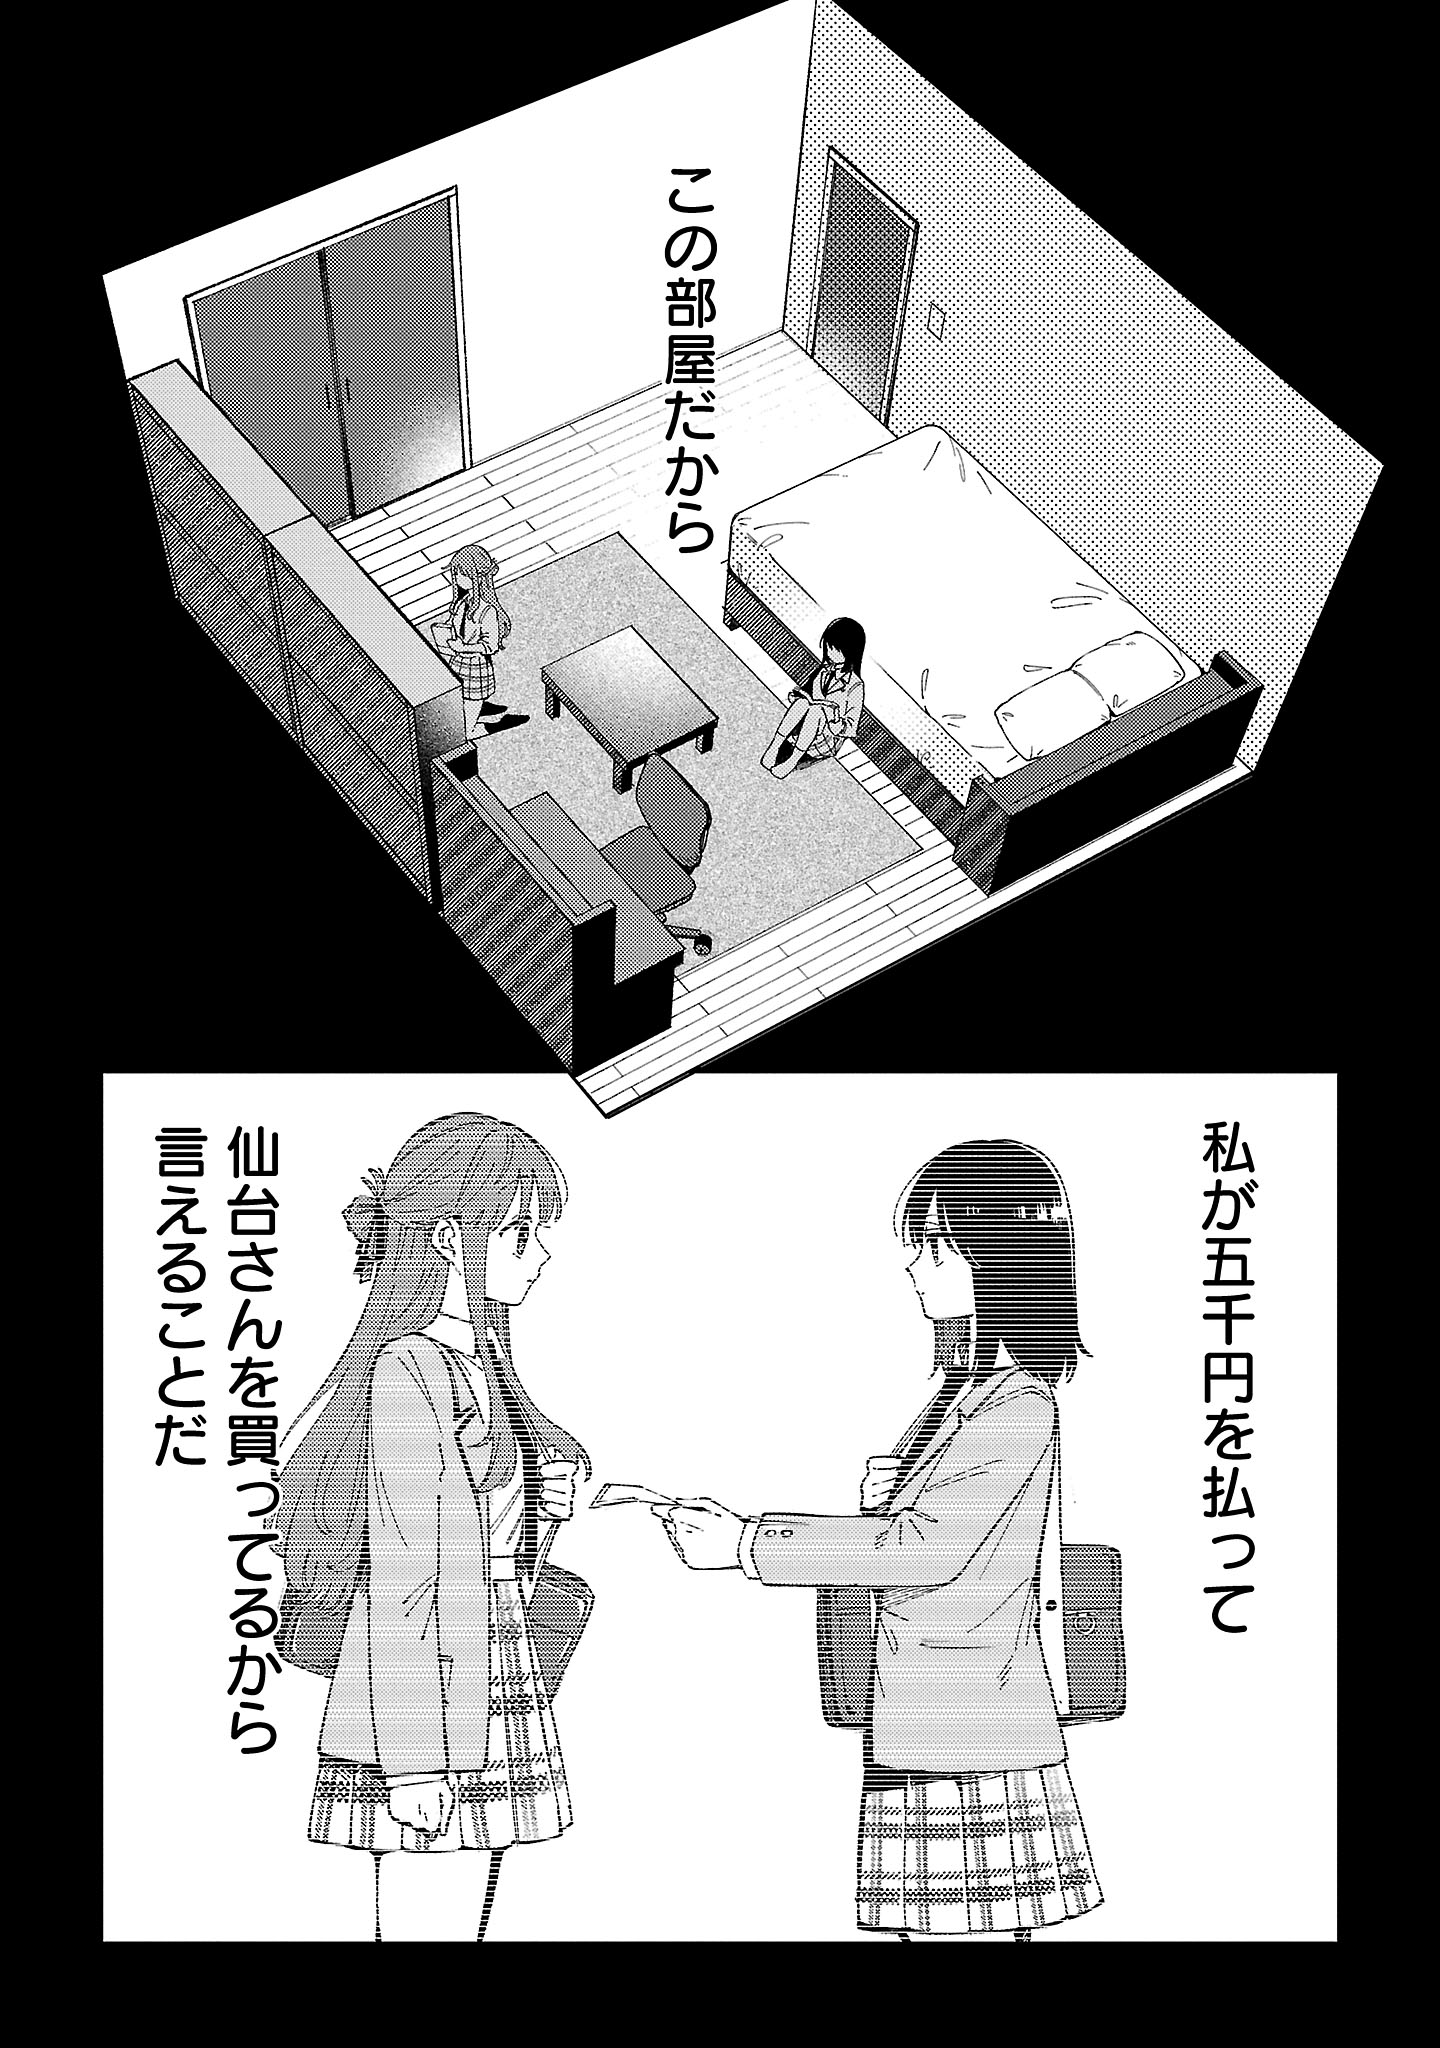 この部屋だから
私が五千円を払って
仙台さんを買ってるから
言えることだ